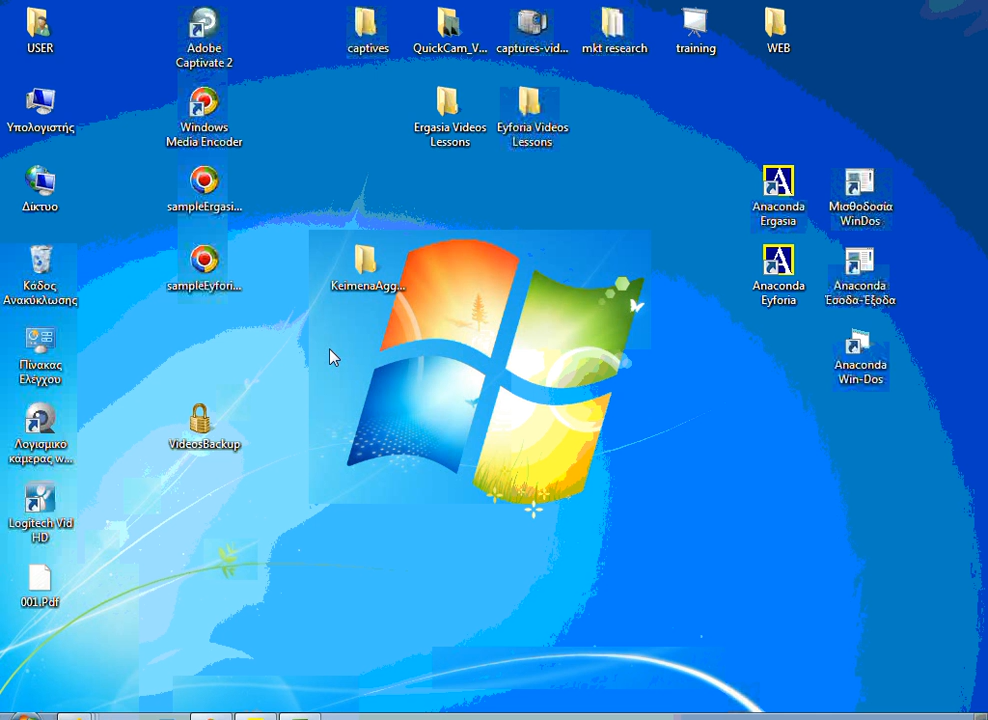 USER
Adobe
Captivate 2
captives
QuickCam_V...
captures-vid...
mkt research
training
WEB
Υπολογιστής
Windows
Media Encoder
Ergasia Videos
Lessons
Eyforia Videos
Lessons
Δίκτυο
sampleErgasi...
Anaconda
Ergasia
Μισθοδοσία
WinDos
Κάδος
Ανακύκλωσης
sampleEyfori...
KeimenaAgg...
Anaconda
Eyforia
Anaconda
Έσοδα-Έξοδα
Πίνακας
Ελέγχου
Anaconda
Win-Dos
Λογισμικό
κάμερας w...
VideosBackup
Logitech Vid
HD
001.Pdf